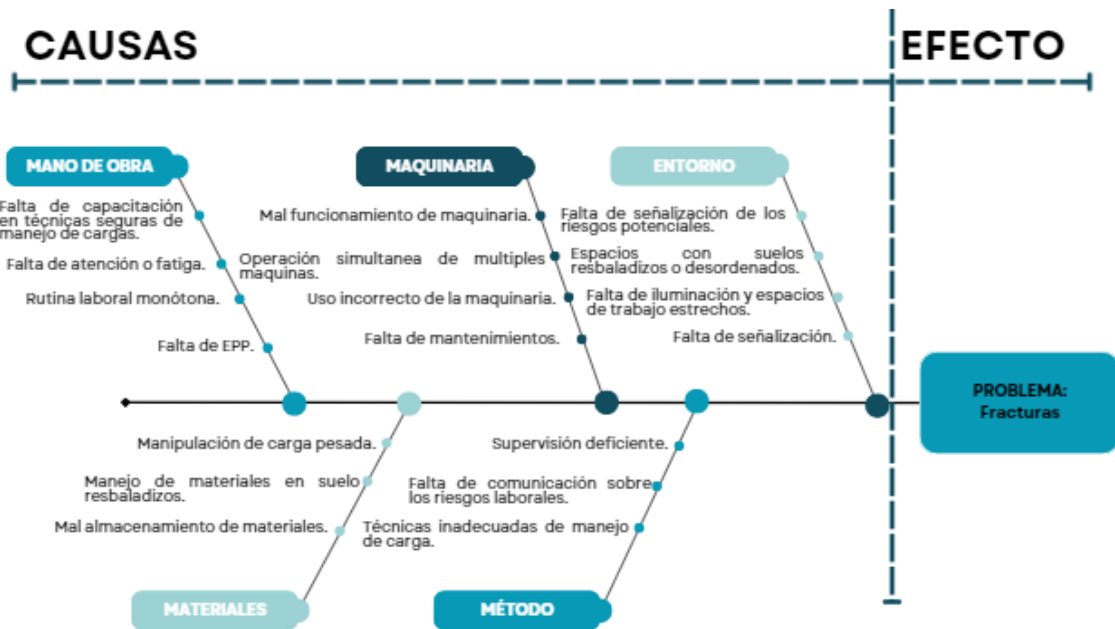 CAUSAS
EFECTO
MANO DE OBRA
Falta de capacitación
en técnicas seguras de
manejo de cargas.
Falta de atención o fatiga.
Rutina laboral monótona.
Falta de EPP.
MAQUINARIA
Mal funcionamiento de maquinaria.
Operación simultanea de multiples
maquinas.
Uso incorrecto de la maquinaria.
Falta de mantenimientos.
ENTORNO
Falta de señalización de los
riesgos potenciales.
Espacios con suelos
resbaladizos o desordenados.
Falta de iluminación y espacios
de trabajo estrechos.
Falta de señalización.
PROBLEMA:
Fracturas
Manipulación de carga pesada.
Manejo de materiales en suelo
resbaladizos.
Mal almacenamiento de materiales.
MATERIALES
Supervisión deficiente.
Falta de comunicación sobre
los riesgos laborales.
Técnicas inadecuadas de manejo
de carga.
MÉTODO